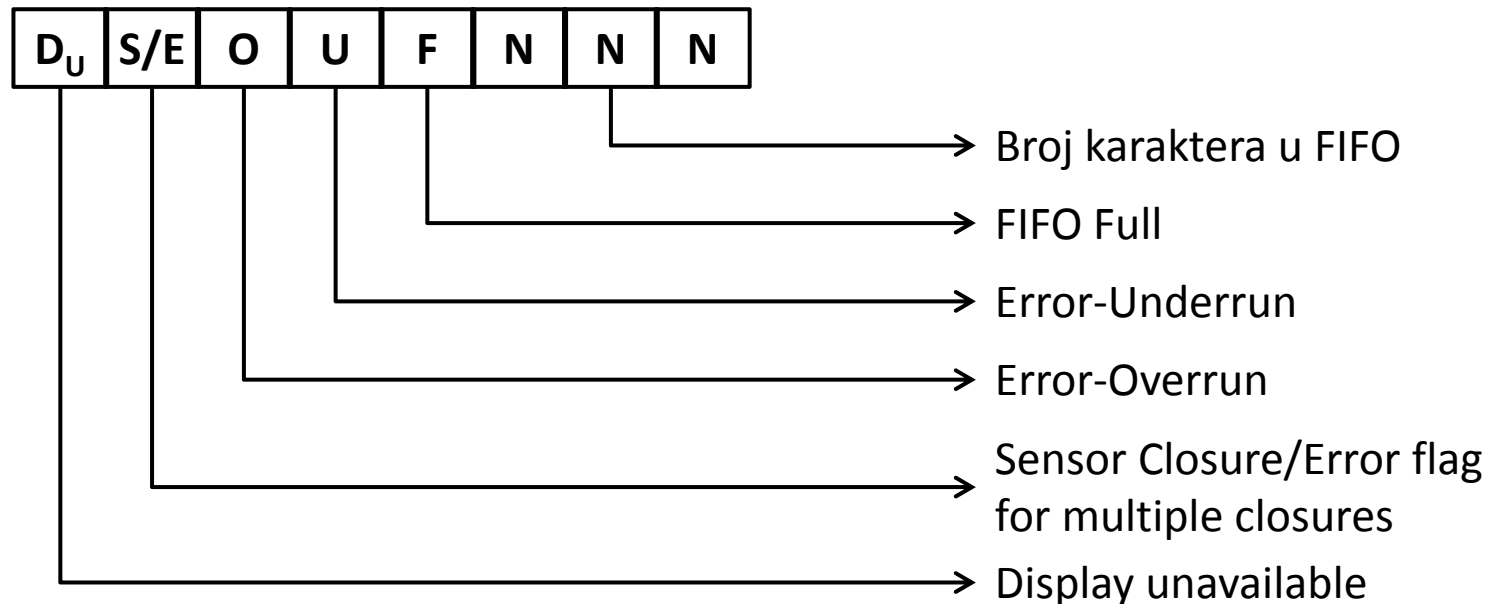 D_U S/E O U F N N N
Broj karaktera u FIFO
FIFO Full
Error-Underrun
Error-Overrun
Sensor Closure/Error flag
for multiple closures
Display unavailable